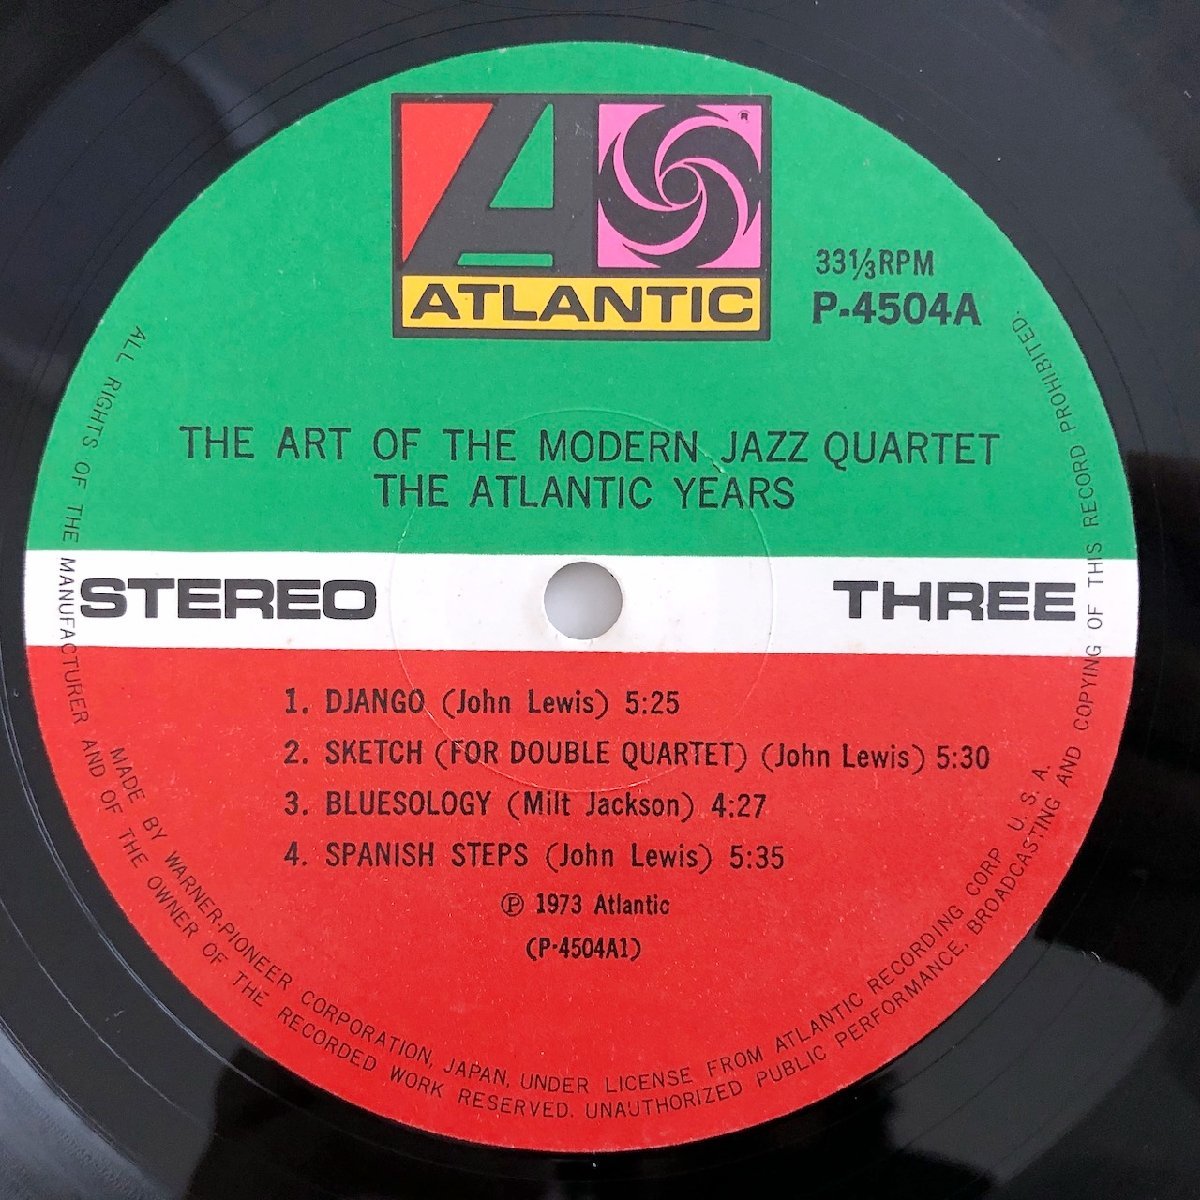 A
®
ATLANTIC
33⅓RPM
P-4504A
THE ART OF THE MODERN JAZZ QUARTET
THE ATLANTIC YEARS
STEREO
THREE
1. DJANGO (John Lewis) 5:25
2. SKETCH (FOR DOUBLE QUARTET) (John Lewis) 5:30
3. BLUESOLOGY (Milt Jackson) 4:27
4. SPANISH STEPS (John Lewis) 5:35
Ⓟ 1973 Atlantic
(P-4504A1)
MADE BY WARNER-PIONEER CORPORATION, JAPAN, UNDER LICENSE FROM ATLANTIC RECORDING CORP U. S. A.
ALL RIGHTS OF THE MANUFACTURER AND OF THE OWNER OF THE RECORDED WORK RESERVED. UNAUTHORIZED PUBLIC PERFORMANCE, BROADCASTING AND COPYING OF THIS RECORD PROHIBITED.